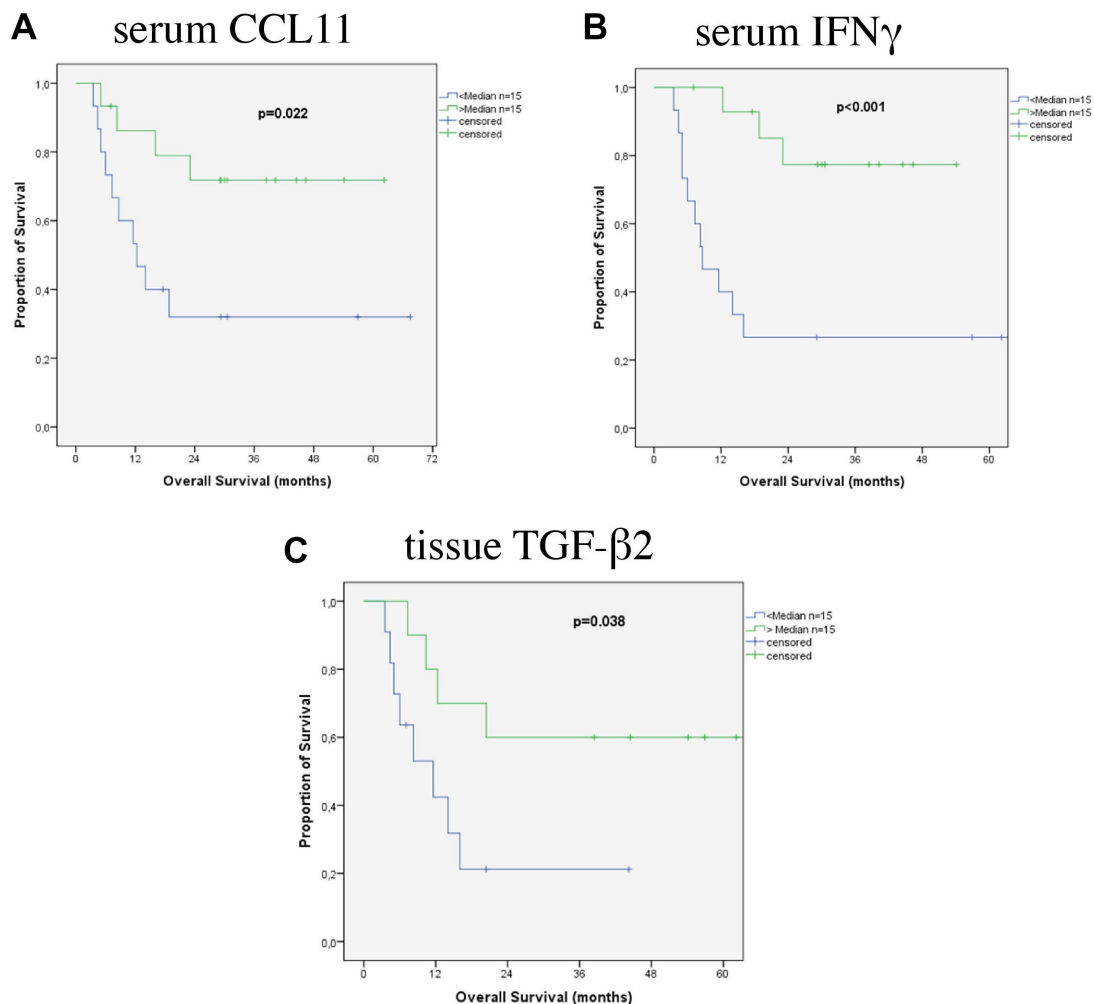 A serum CCL11
1,0
0,8
0,6
0,4
0,2
0,0
Proportion of Survival
p=0.022
<Median n=15
>Median n=15
censored
censored
0 12 24 36 48 60 72
Overall Survival (months)
B serum IFNγ
1,0
0,8
0,6
0,4
0,2
0,0
Proportion of Survival
p<0.001
<Median n=15
>Median n=15
censored
censored
0 12 24 36 48 60
Overall Survival (months)
C tissue TGF-β2
1,0
0,8
0,6
0,4
0,2
0,0
Proportion of Survival
p=0.038
<Median n=15
> Median n=15
censored
censored
0 12 24 36 48 60
Overall Survival (months)